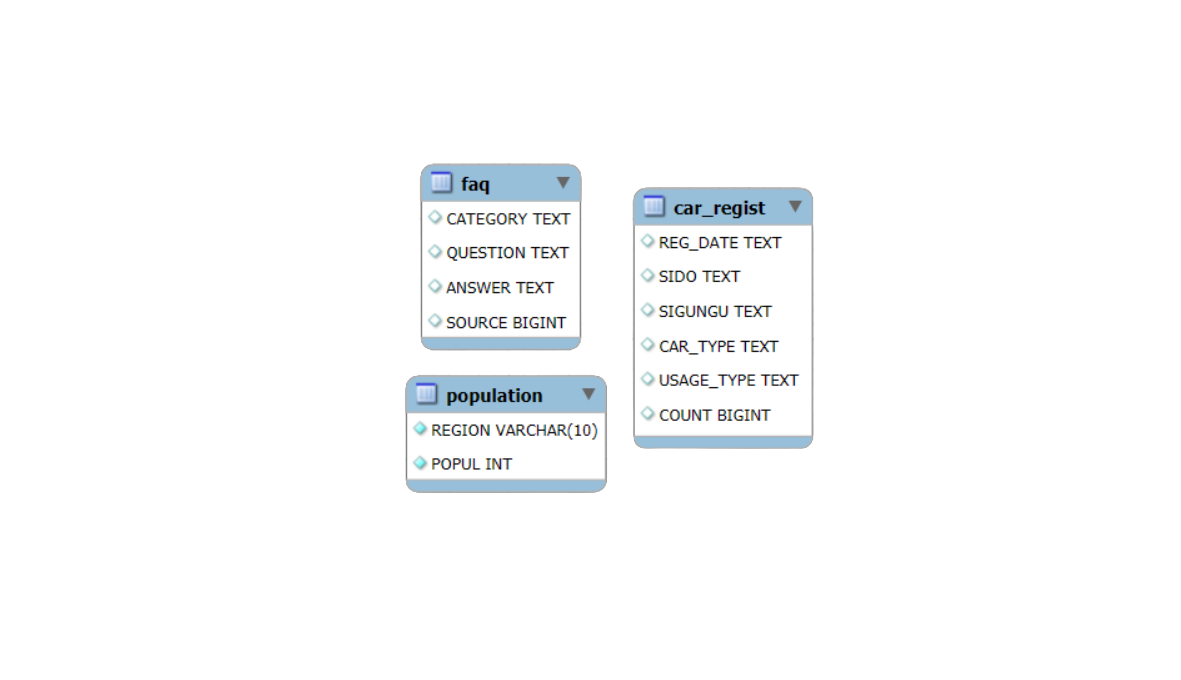 faq
CATEGORY TEXT
QUESTION TEXT
ANSWER TEXT
SOURCE BIGINT
population
REGION VARCHAR(10)
POPUL INT
car_regist
REG_DATE TEXT
SIDO TEXT
SIGUNGU TEXT
CAR_TYPE TEXT
USAGE_TYPE TEXT
COUNT BIGINT